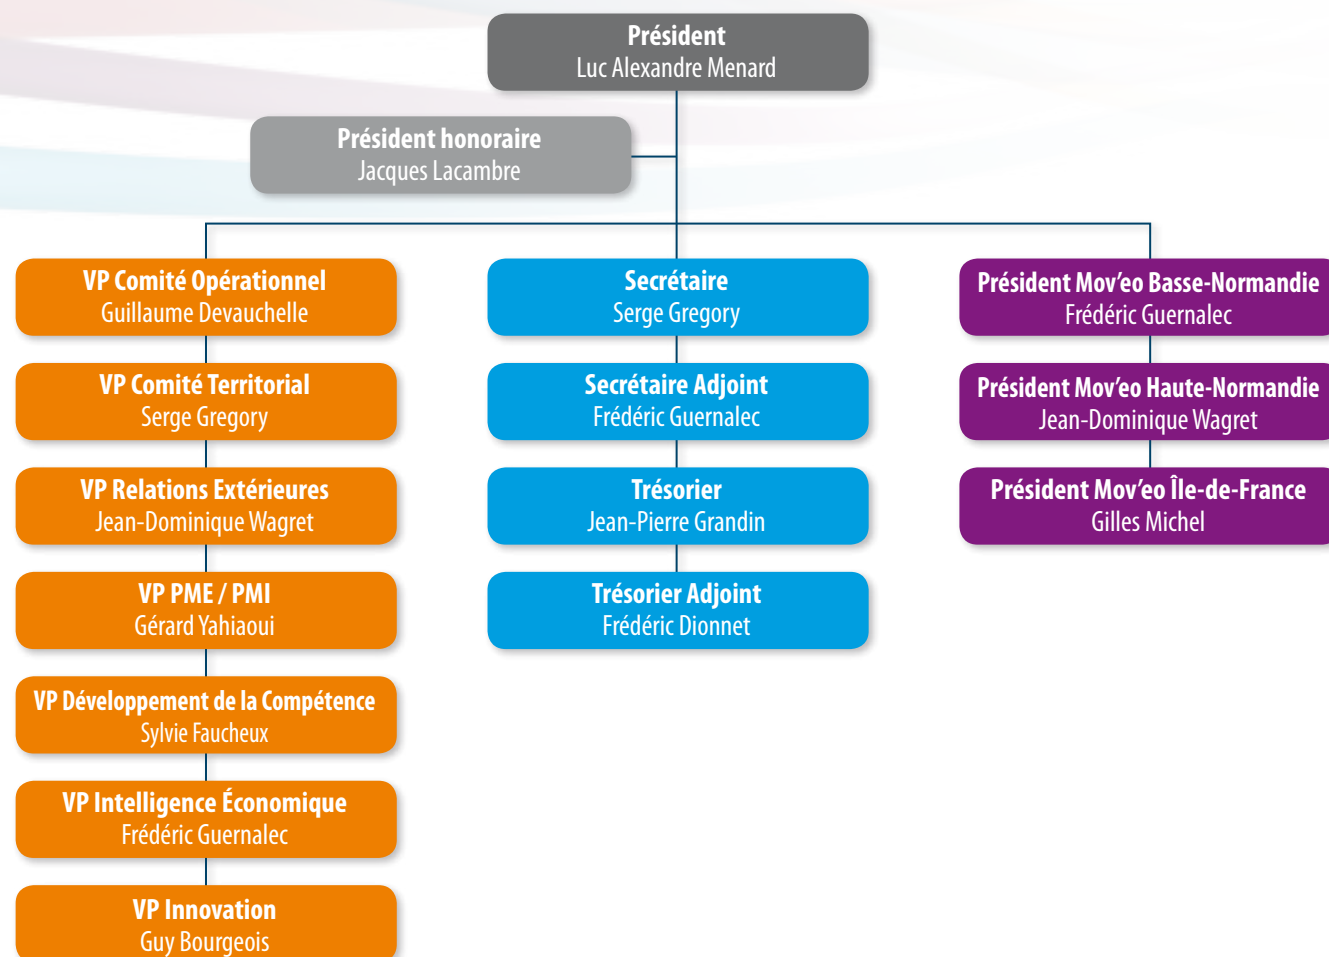 Président
Luc Alexandre Menard
Président honoraire
Jacques Lacambre
VP Comité Opérationnel
Guillaume Devauchelle
VP Comité Territorial
Serge Gregory
VP Relations Extérieures
Jean-Dominique Wagret
VP PME / PMI
Gérard Yahiaoui
VP Développement de la Compétence
Sylvie Faucheux
VP Intelligence Économique
Frédéric Guernalec
VP Innovation
Guy Bourgeois
Secrétaire
Serge Gregory
Secrétaire Adjoint
Frédéric Guernalec
Trésorier
Jean-Pierre Grandin
Trésorier Adjoint
Frédéric Dionnet
Président Mov'eo Basse-Normandie
Frédéric Guernalec
Président Mov'eo Haute-Normandie
Jean-Dominique Wagret
Président Mov'eo Île-de-France
Gilles Michel